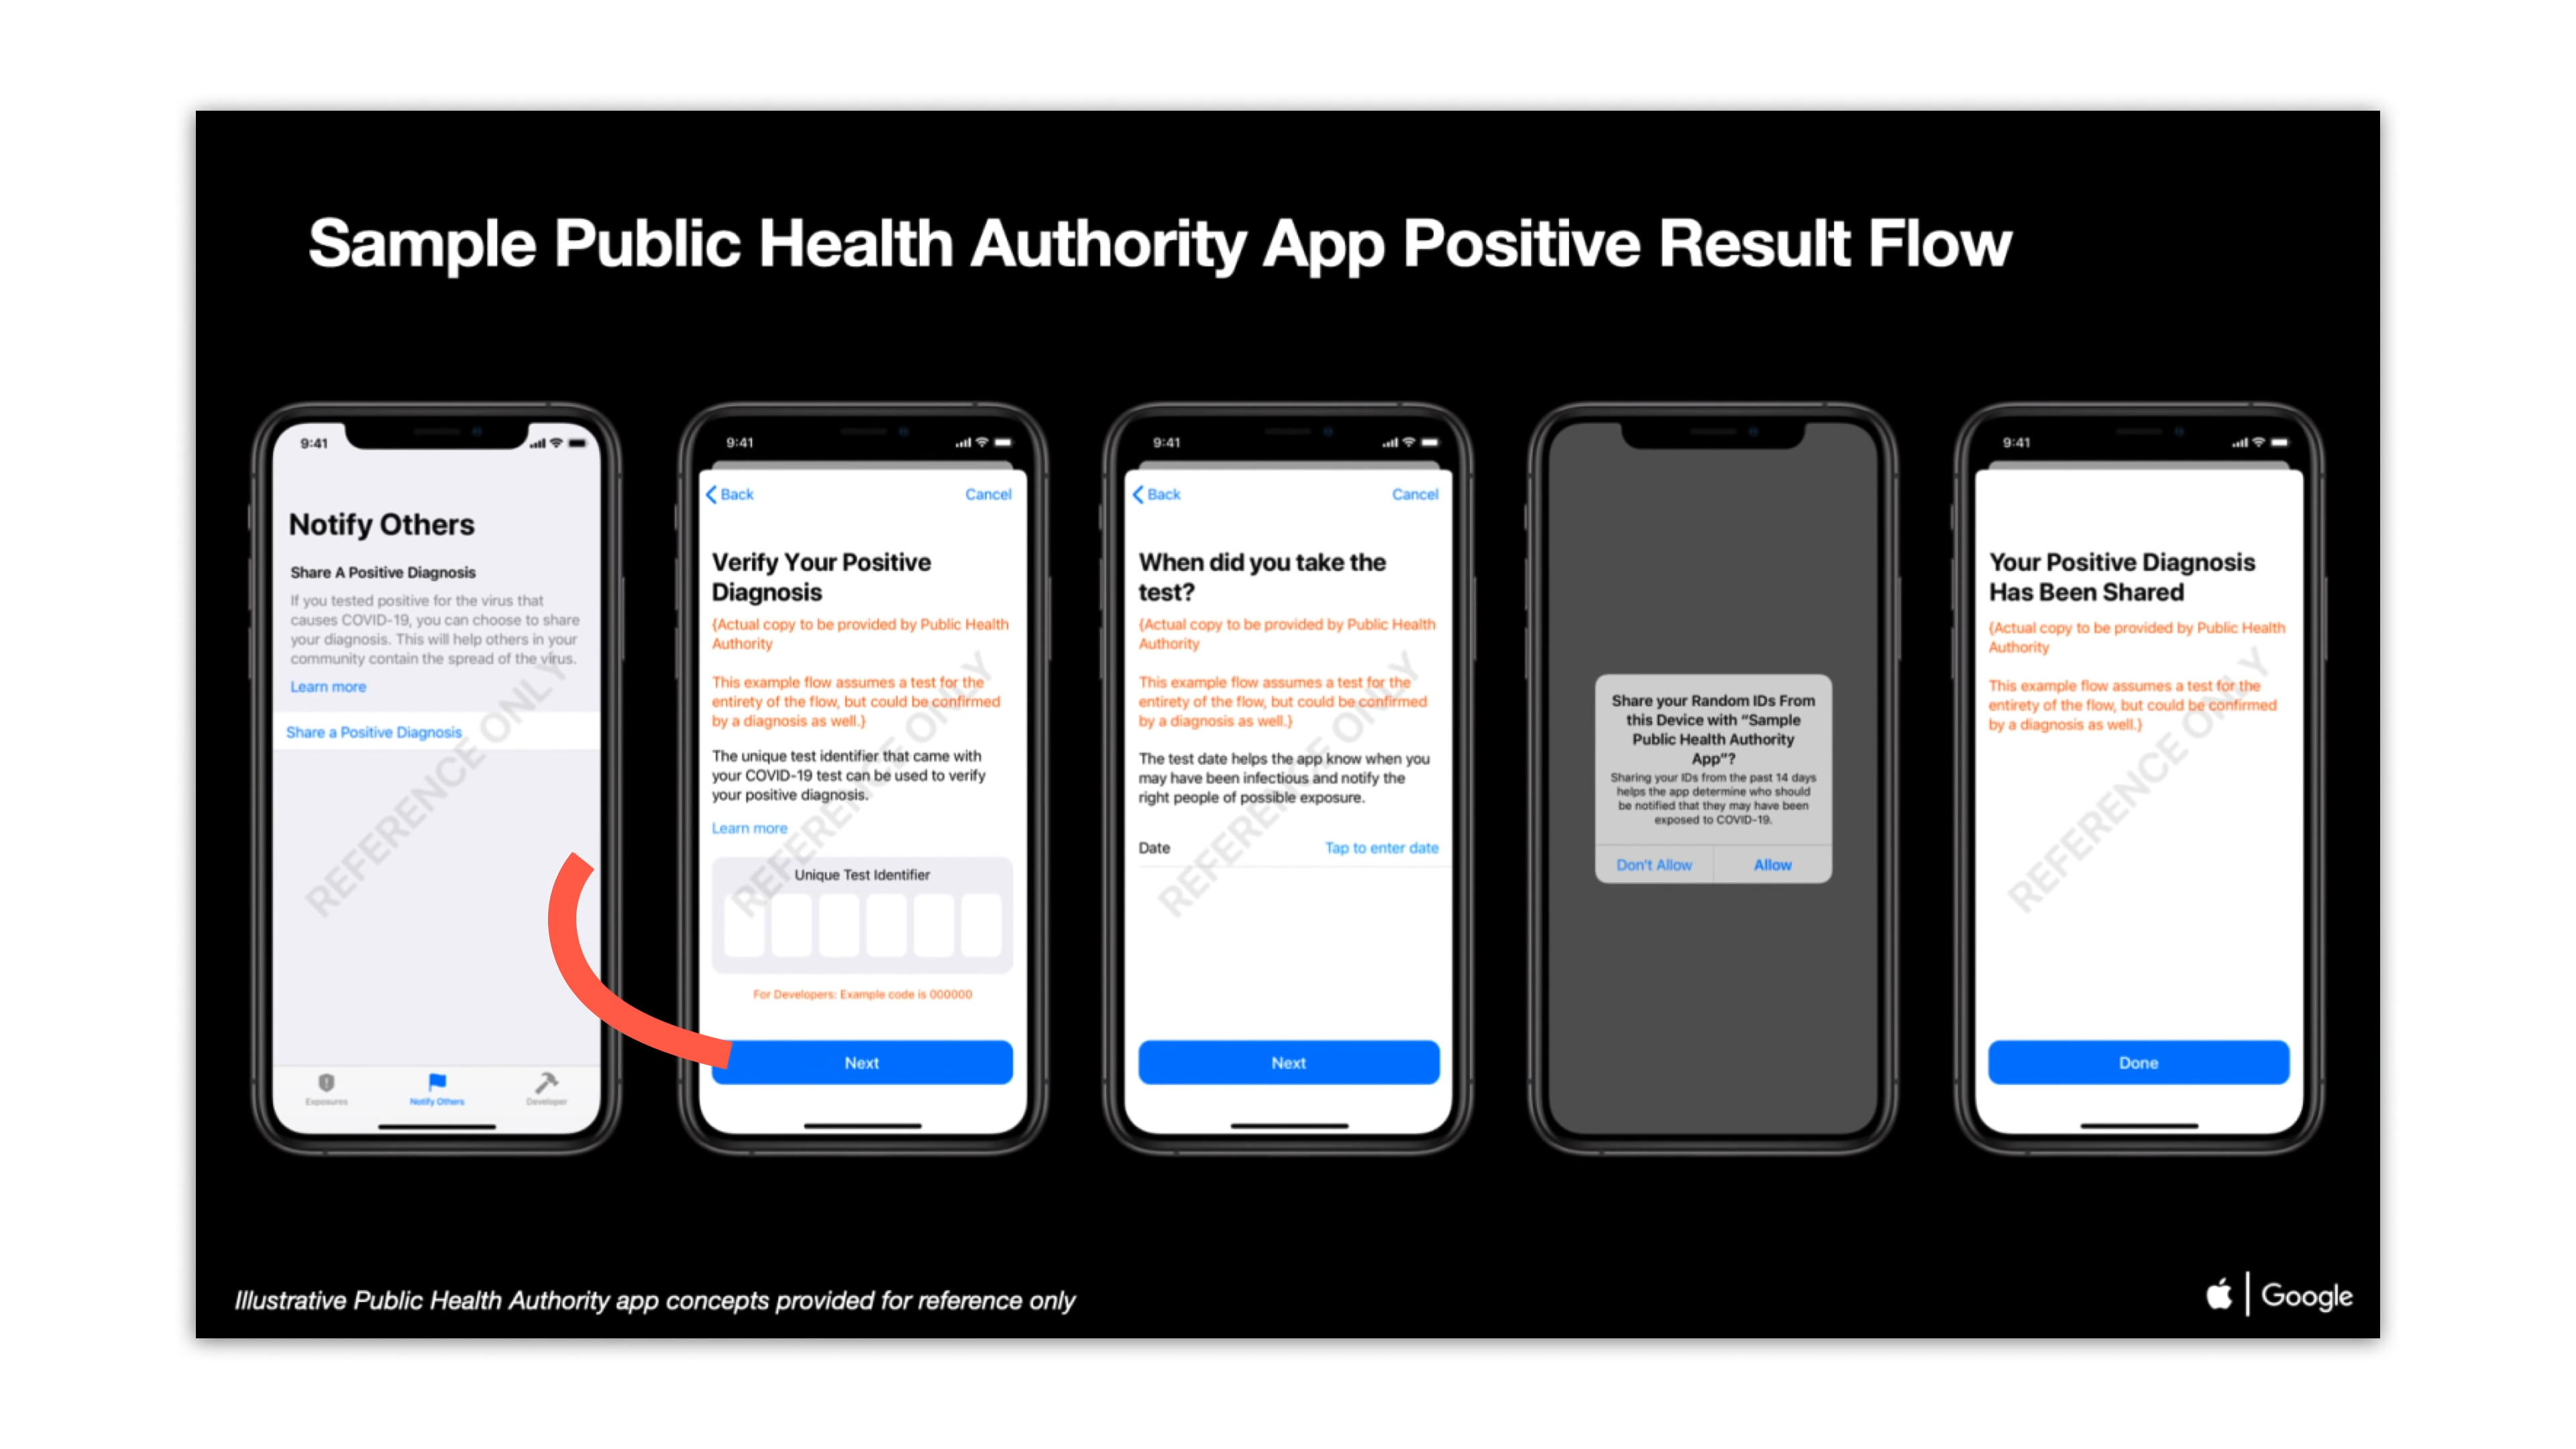 Sample Public Health Authority App Positive Result Flow
9:41
Notify Others
Share A Positive Diagnosis
If you tested positive for the virus that
causes COVID-19, you can choose to share
your diagnosis. This will help others in your
community contain the spread of the virus.
Learn more
Share a Positive Diagnosis
REFERENCE ONLY
Exposures
Notify Others
Developer
9:41
Back
Cancel
Verify Your Positive
Diagnosis
{Actual copy to be provided by Public Health
Authority
This example flow assumes a test for the
entirety of the flow, but could be confirmed
by a diagnosis as well.}
The unique test identifier that came with
your COVID-19 test can be used to verify
your positive diagnosis.
Learn more
Unique Test Identifier
For Developers: Example code is 000000
Next
REFERENCE ONLY
9:41
Back
Cancel
When did you take the
test?
{Actual copy to be provided by Public Health
Authority
This example flow assumes a test for the
entirety of the flow, but could be confirmed
by a diagnosis as well.}
The test date helps the app know when you
may have been infectious and notify the
right people of possible exposure.
Date
Tap to enter date
Next
REFERENCE ONLY
Share your Random IDs From
this Device with “Sample
Public Health Authority
App”?
Sharing your IDs from the past 14 days
helps the app determine who should
be notified that they may have been
exposed to COVID-19.
Don't Allow
Allow
9:41
Your Positive Diagnosis
Has Been Shared
{Actual copy to be provided by Public Health
Authority
This example flow assumes a test for the
entirety of the flow, but could be confirmed
by a diagnosis as well.}
Done
REFERENCE ONLY
Illustrative Public Health Authority app concepts provided for reference only
Google